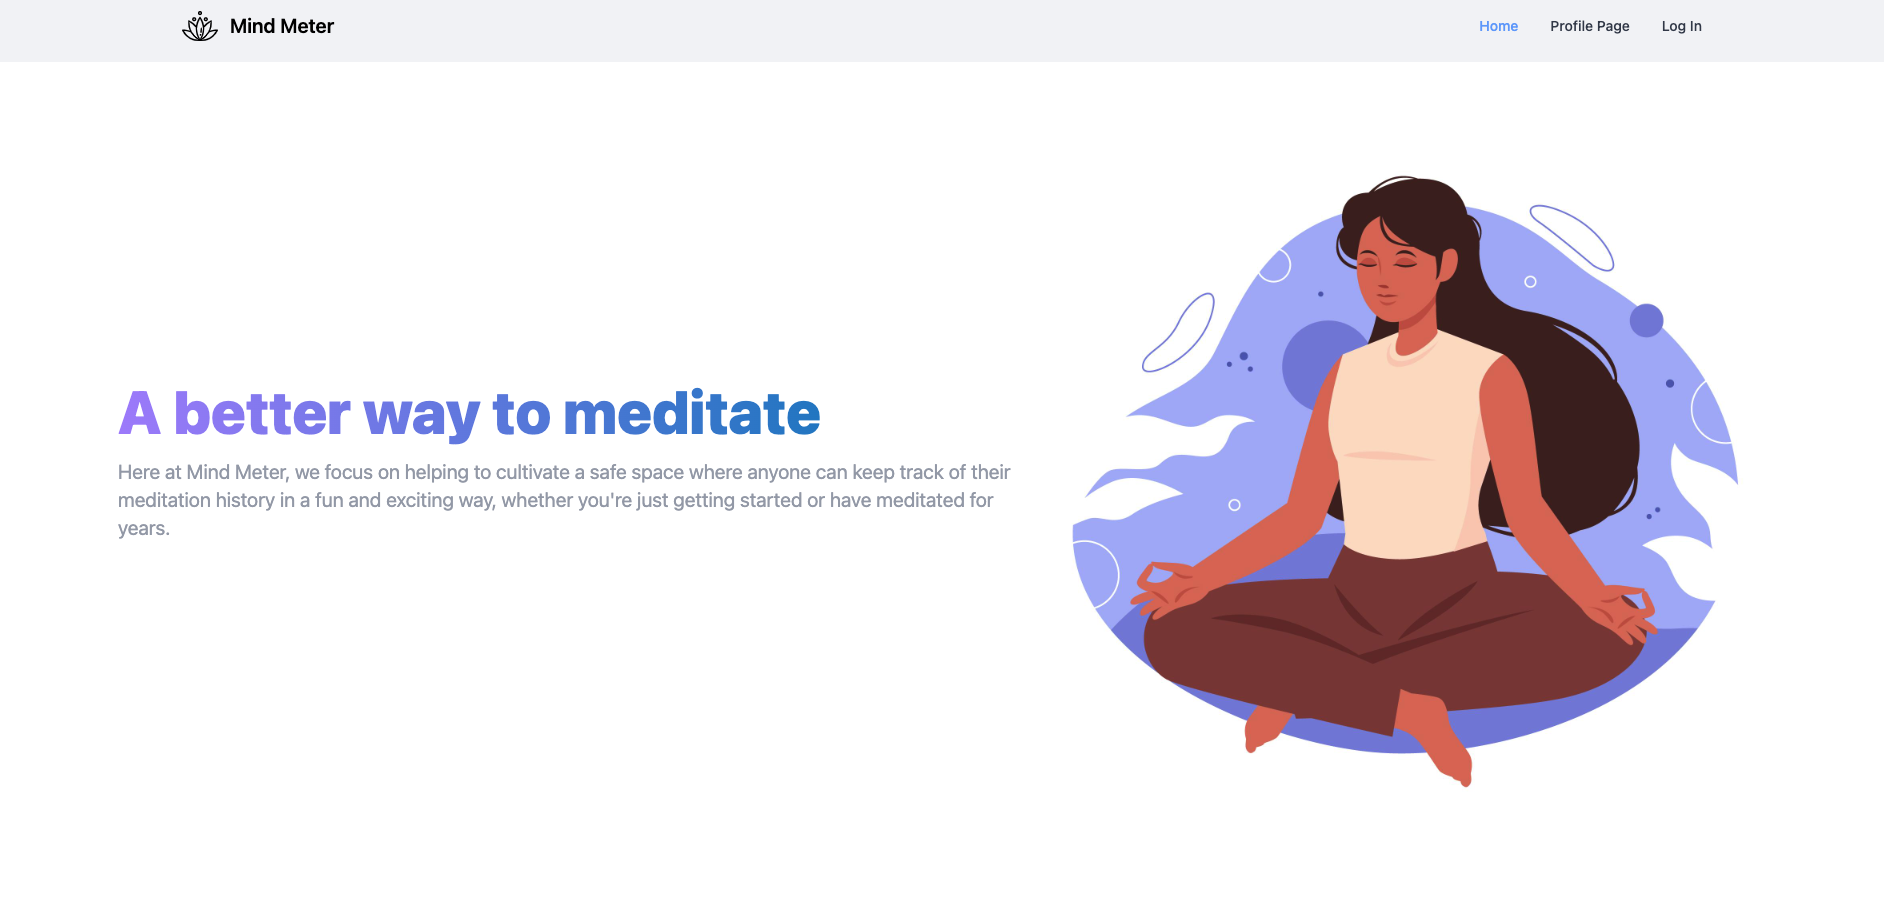 Mind Meter
Home
Profile Page
Log In
A better way to meditate
Here at Mind Meter, we focus on helping to cultivate a safe space where anyone can keep track of their
meditation history in a fun and exciting way, whether you're just getting started or have meditated for
years.